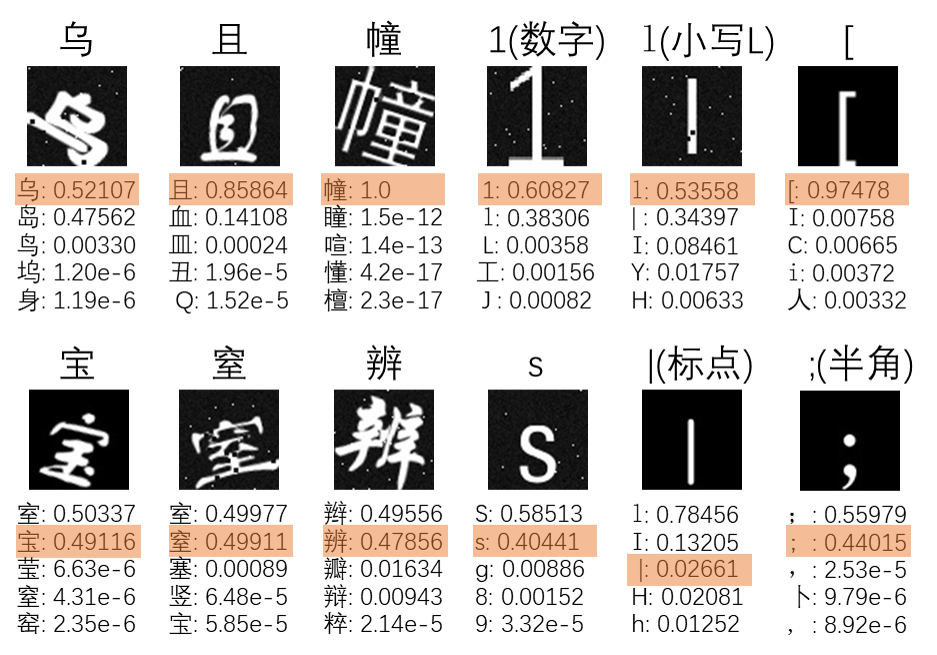 乌 且 幢 1(数字) l(小写L) [
乌 且 幢 1 l [
乌: 0.52107 且: 0.85864 幢: 1.0 1: 0.60827 l: 0.53558 [: 0.97478
岛: 0.47562 血: 0.14108 瞳: 1.5e-12 l: 0.38306 |: 0.34397 I: 0.00758
鸟: 0.00330 皿: 0.00024 喧: 1.4e-13 L: 0.00358 I: 0.08461 C: 0.00665
坞: 1.20e-6 丑: 1.96e-5 懂: 4.2e-17 工: 0.00156 Y: 0.01757 i: 0.00372
身: 1.19e-6 Q: 1.52e-5 檀: 2.3e-17 J: 0.00082 H: 0.00633 人: 0.00332
宝 窒 辨 s |(标点) ;(半角)
宝 窒 辨 s | ;
室: 0.50337 室: 0.49977 辫: 0.49556 S: 0.58513 l: 0.78456 ；: 0.55979
宝: 0.49116 窒: 0.49911 辨: 0.47856 s: 0.40441 I: 0.13205 ;: 0.44015
莹: 6.63e-6 塞: 0.00089 瓣: 0.01634 g: 0.00886 |: 0.02661 ，: 2.53e-5
窒: 4.31e-6 竖: 6.48e-5 辩: 0.00943 8: 0.00152 H: 0.02081 卜: 9.79e-6
窑: 2.35e-6 宝: 5.85e-5 粹: 2.14e-5 9: 3.32e-5 h: 0.01252 ,: 8.92e-6